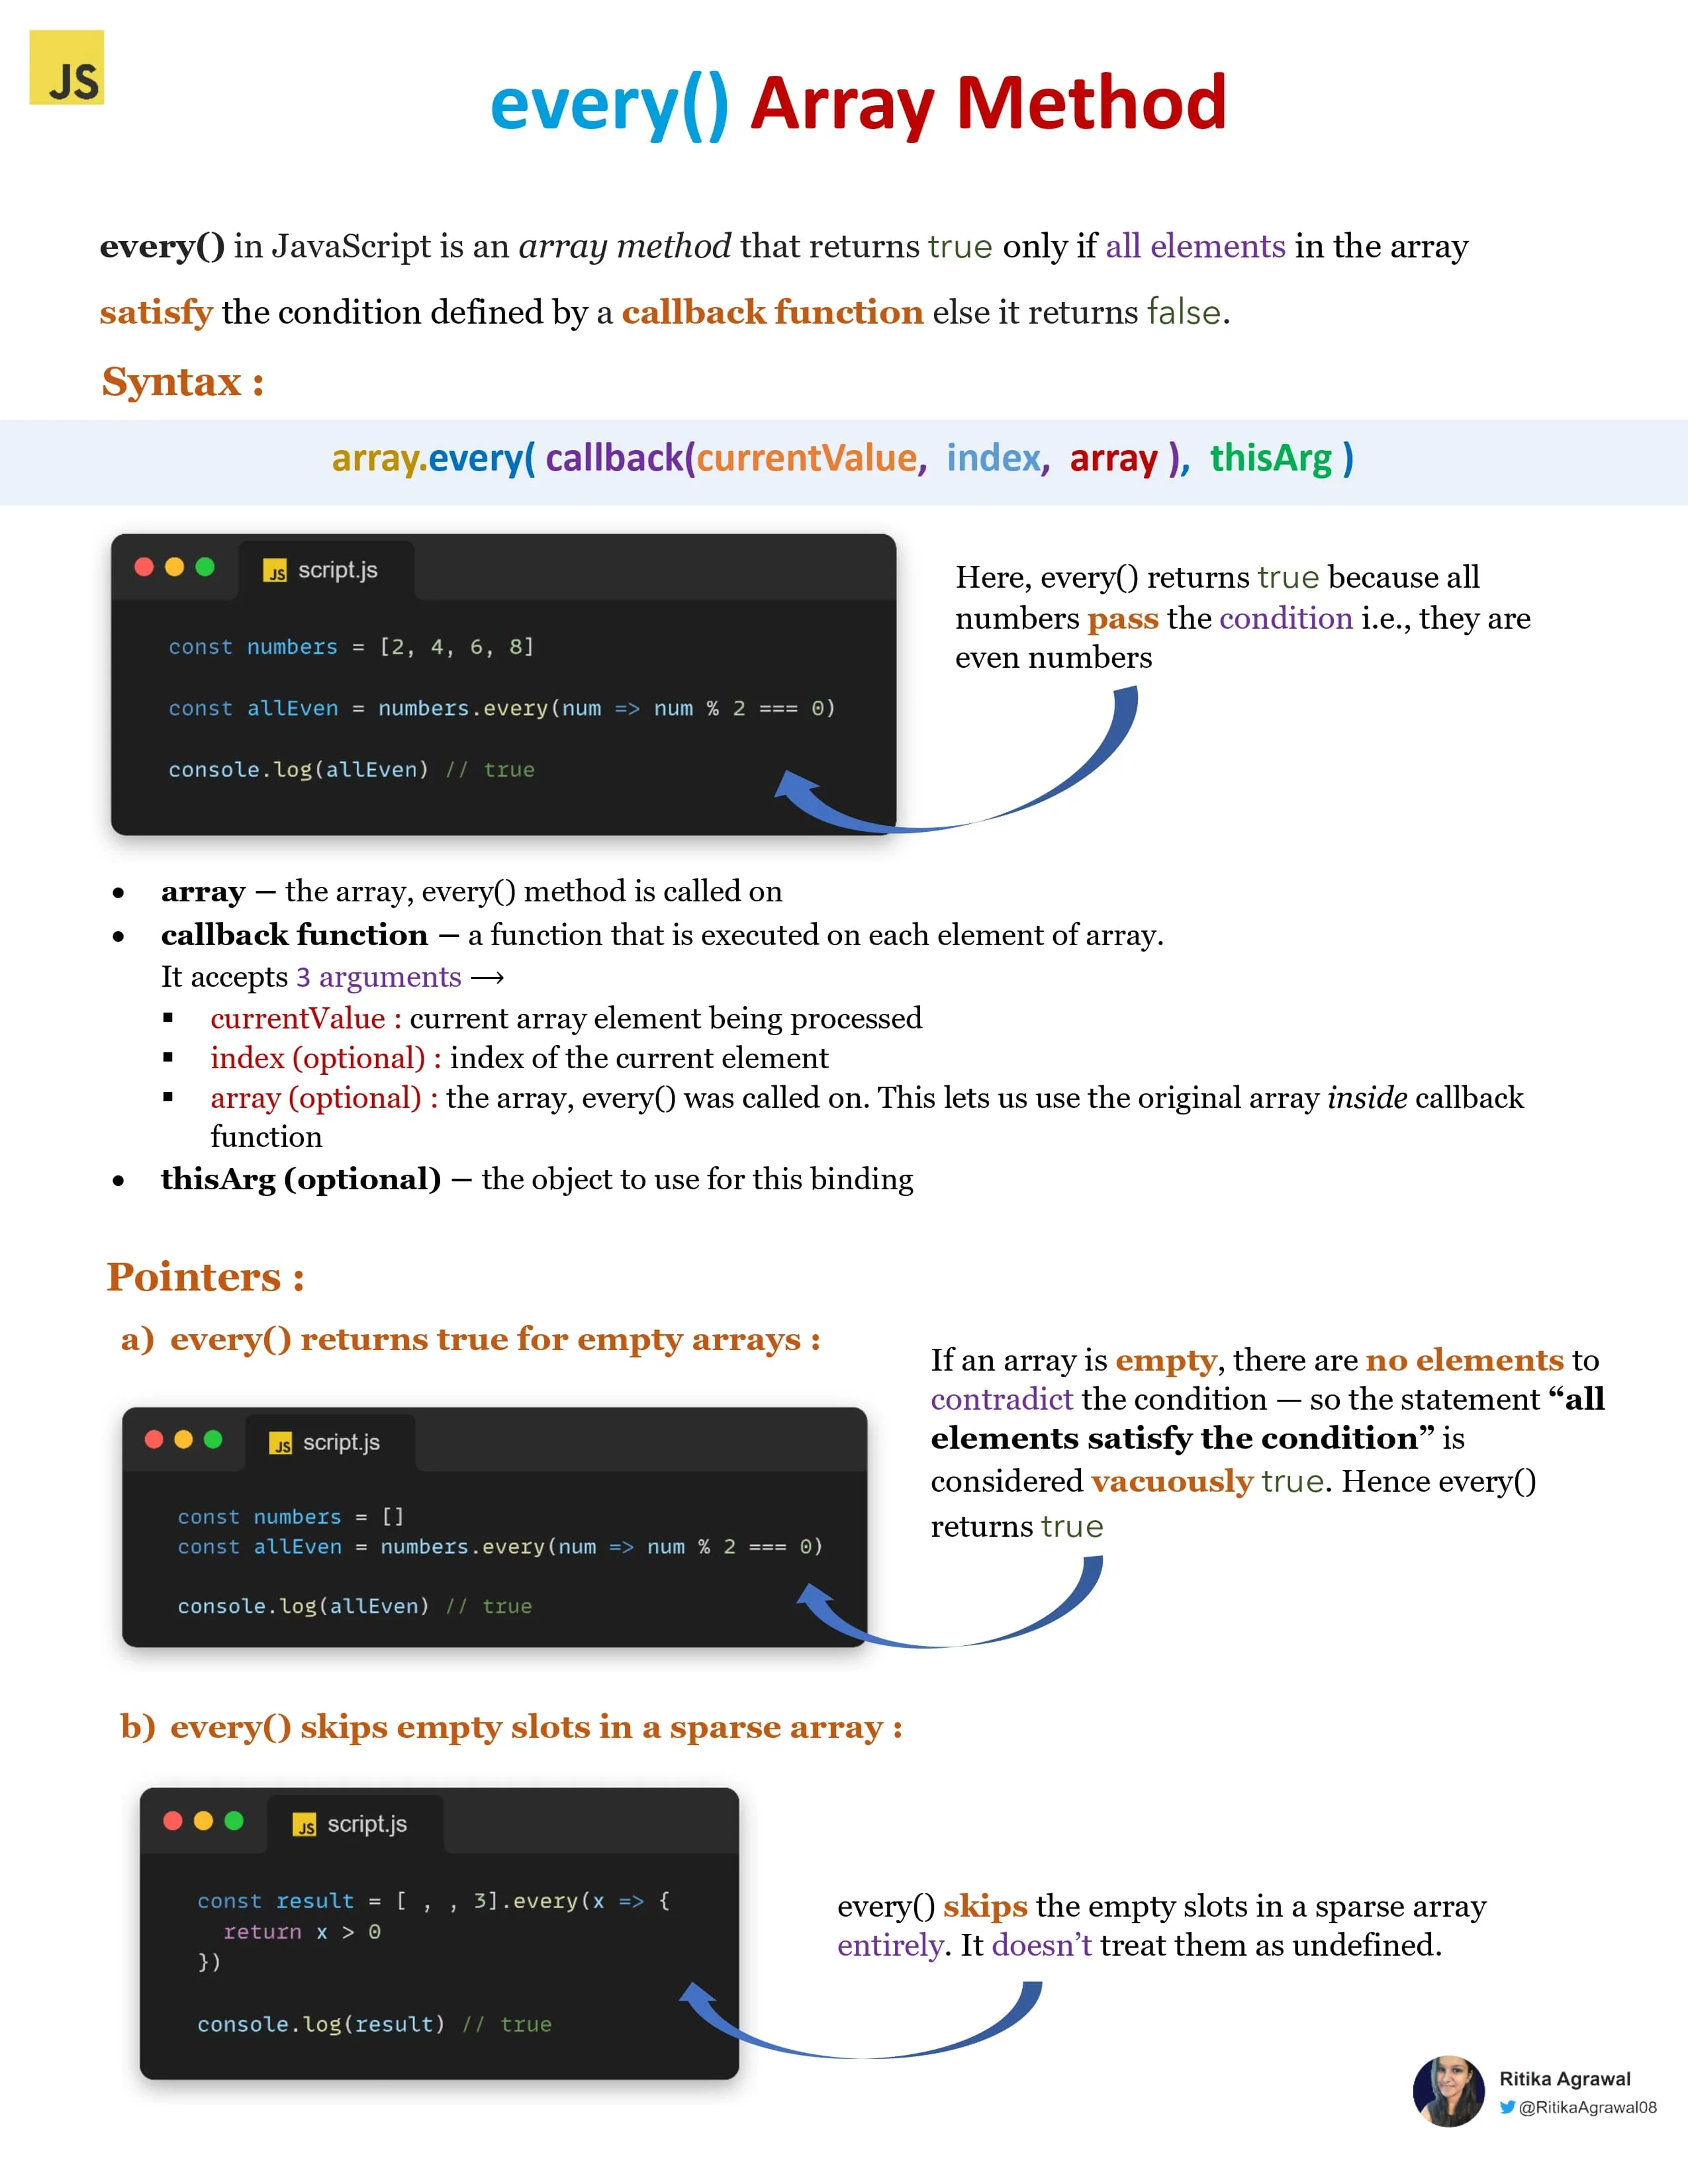 JS
every() Array Method
every() in JavaScript is an array method that returns true only if all elements in the array
satisfy the condition defined by a callback function else it returns false.
Syntax :
array.every( callback(currentValue, index, array ), thisArg )
JS script.js
const numbers = [2, 4, 6, 8]
const allEven = numbers.every(num => num % 2 === 0)
console.log(allEven) // true
Here, every() returns true because all
numbers pass the condition i.e., they are
even numbers
• array — the array, every() method is called on
• callback function — a function that is executed on each element of array.
It accepts 3 arguments ⟶
▪ currentValue : current array element being processed
▪ index (optional) : index of the current element
▪ array (optional) : the array, every() was called on. This lets us use the original array inside callback
function
• thisArg (optional) — the object to use for this binding
Pointers :
a) every() returns true for empty arrays :
JS script.js
const numbers = []
const allEven = numbers.every(num => num % 2 === 0)
console.log(allEven) // true
If an array is empty, there are no elements to
contradict the condition — so the statement “all
elements satisfy the condition” is
considered vacuously true. Hence every()
returns true
b) every() skips empty slots in a sparse array :
JS script.js
const result = [ , , 3].every(x => {
return x > 0
})
console.log(result) // true
every() skips the empty slots in a sparse array
entirely. It doesn’t treat them as undefined.
Ritika Agrawal
@RitikaAgrawal08